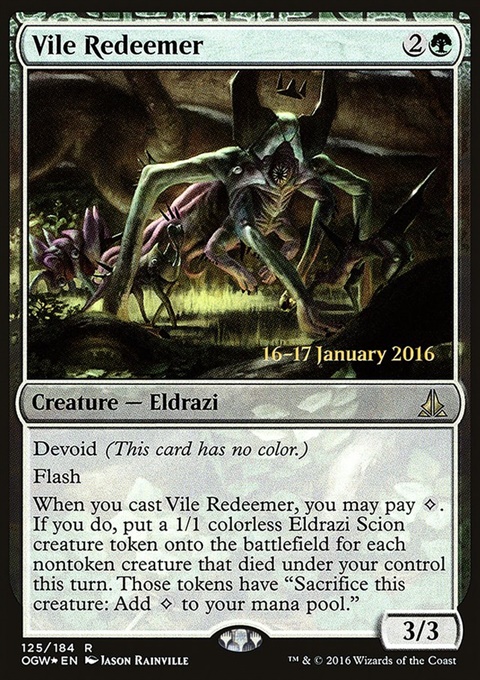 Vile Redeemer 2
16–17 January 2016
Creature — Eldrazi
Devoid (This card has no color.)
Flash
When you cast Vile Redeemer, you may pay ◇.
If you do, put a 1/1 colorless Eldrazi Scion
creature token onto the battlefield for each
nontoken creature that died under your control
this turn. Those tokens have “Sacrifice this
creature: Add ◇ to your mana pool.”
3/3
125/184 R
OGW★EN Jason Rainville
™ & © 2016 Wizards of the Coast